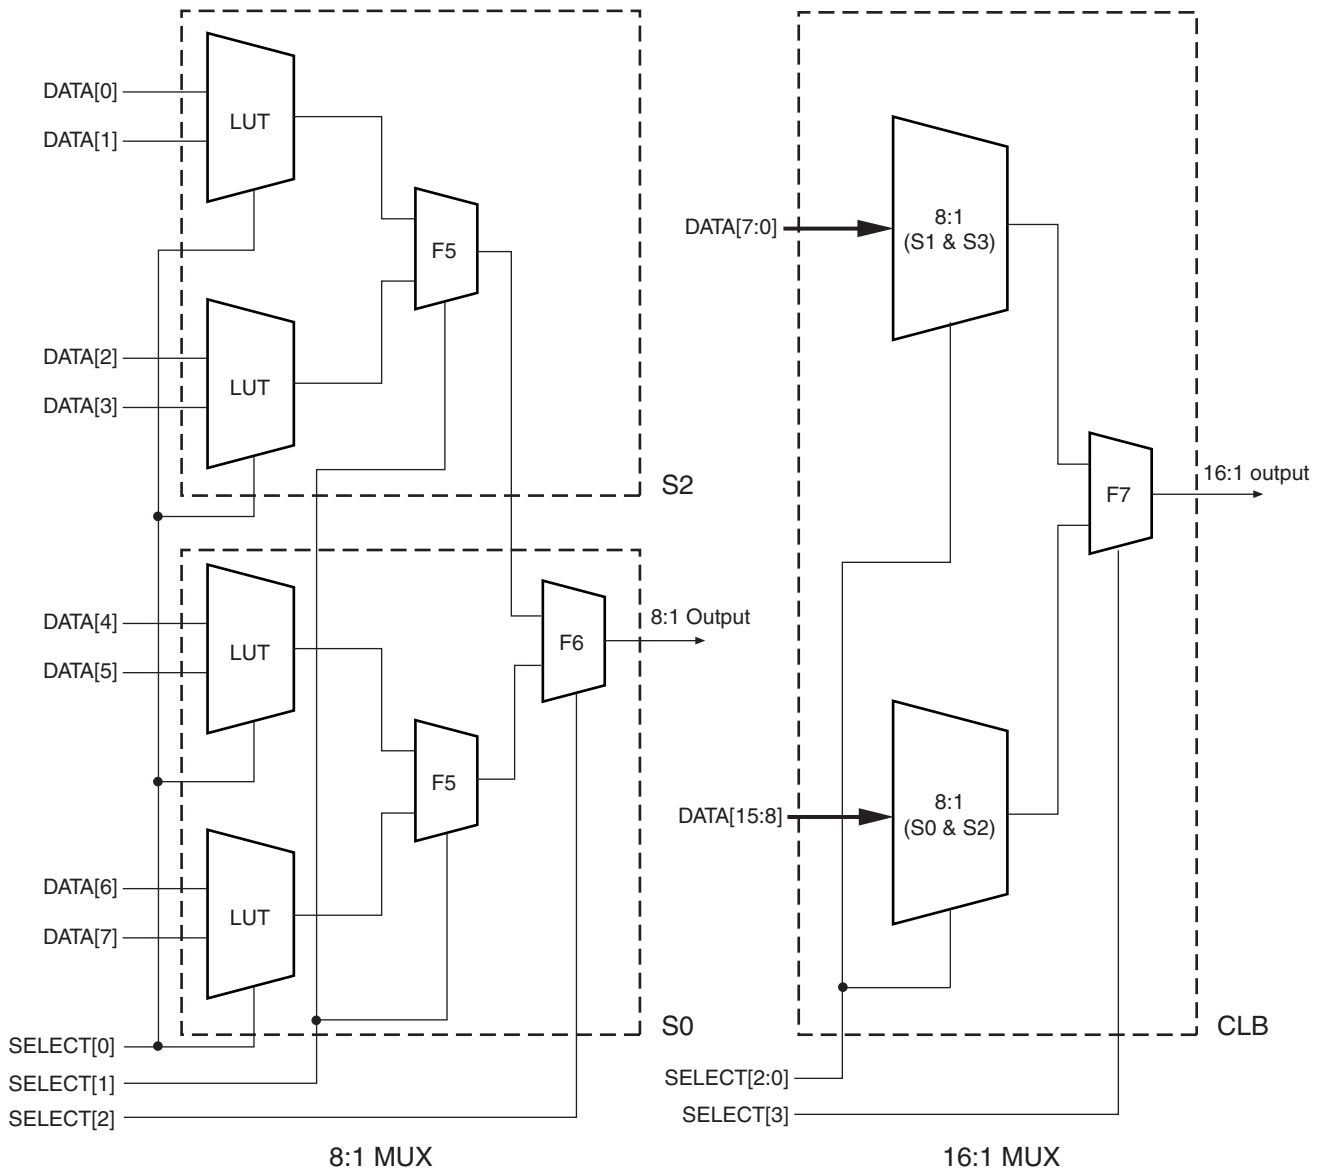 DATA[0]
DATA[1]
LUT
F5
DATA[2]
DATA[3]
LUT
S2
DATA[4]
DATA[5]
LUT
F6
8:1 Output
F5
DATA[6]
DATA[7]
LUT
S0
SELECT[0]
SELECT[1]
SELECT[2]
8:1 MUX
DATA[7:0]
8:1
(S1 & S3)
F7
16:1 output
DATA[15:8]
8:1
(S0 & S2)
CLB
SELECT[2:0]
SELECT[3]
16:1 MUX